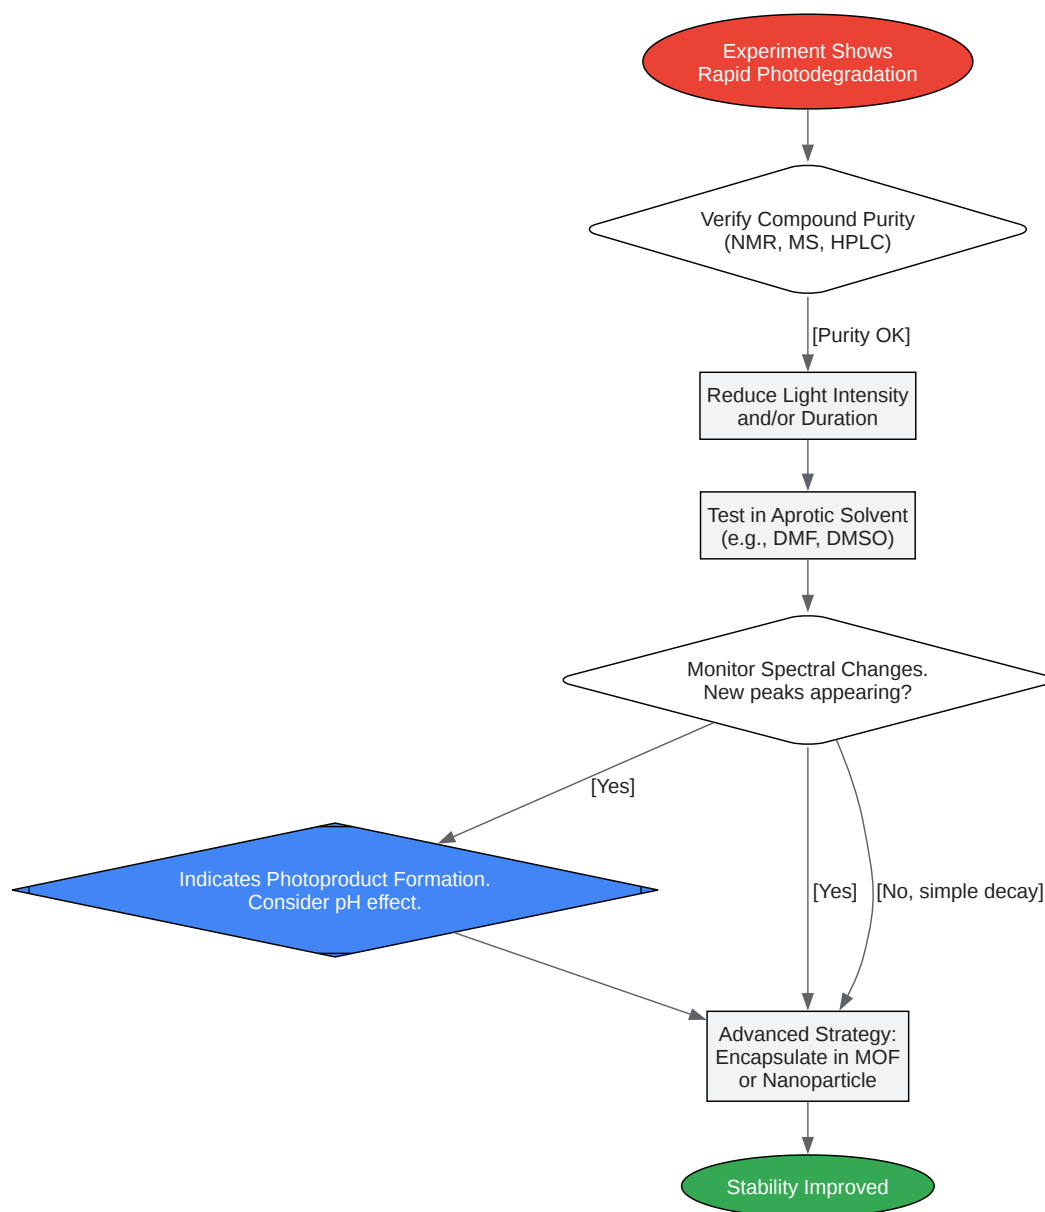 Experiment Shows
Rapid Photodegradation
Verify Compound Purity
(NMR, MS, HPLC)
[Purity OK]
Reduce Light Intensity
and/or Duration
Test in Aprotic Solvent
(e.g., DMF, DMSO)
Monitor Spectral Changes.
New peaks appearing?
[Yes]
Indicates Photoproduct Formation.
Consider pH effect.
[Yes]
[No, simple decay]
Advanced Strategy:
Encapsulate in MOF
or Nanoparticle
Stability Improved